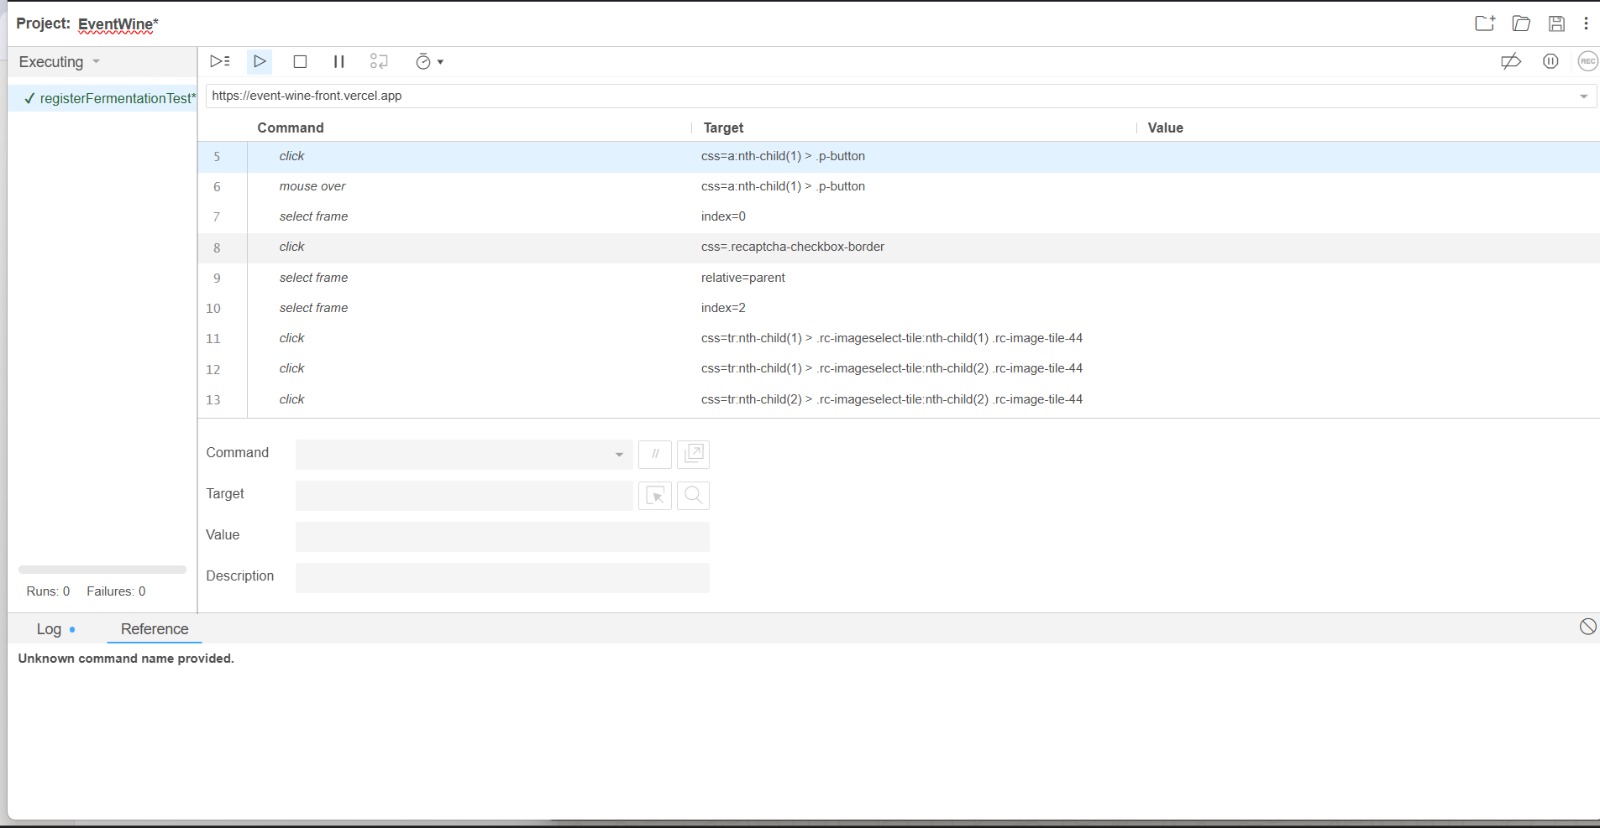 Project: EventWine*
Executing
REC
✓ registerFermentationTest*
https://event-wine-front.vercel.app
Command Target Value
5 click css=a:nth-child(1) > .p-button
6 mouse over css=a:nth-child(1) > .p-button
7 select frame index=0
8 click css=.recaptcha-checkbox-border
9 select frame relative=parent
10 select frame index=2
11 click css=tr:nth-child(1) > .rc-imageselect-tile:nth-child(1) .rc-image-tile-44
12 click css=tr:nth-child(1) > .rc-imageselect-tile:nth-child(2) .rc-image-tile-44
13 click css=tr:nth-child(2) > .rc-imageselect-tile:nth-child(2) .rc-image-tile-44
Command //
Target
Value
Description
Runs: 0 Failures: 0
Log Reference
Unknown command name provided.